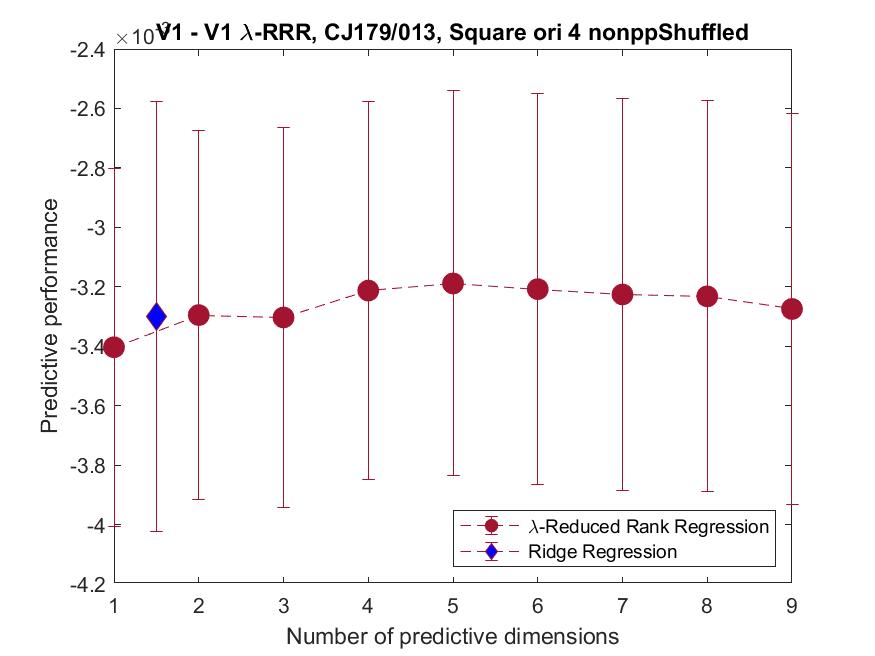 V1 - V1 λ-RRR, CJ179/013, Square ori 4 nonppShuffled
×10⁻³
-2.4
-2.6
-2.8
-3
-3.2
-3.4
-3.6
-3.8
-4
-4.2
Predictive performance
1 2 3 4 5 6 7 8 9
Number of predictive dimensions
λ-Reduced Rank Regression
Ridge Regression